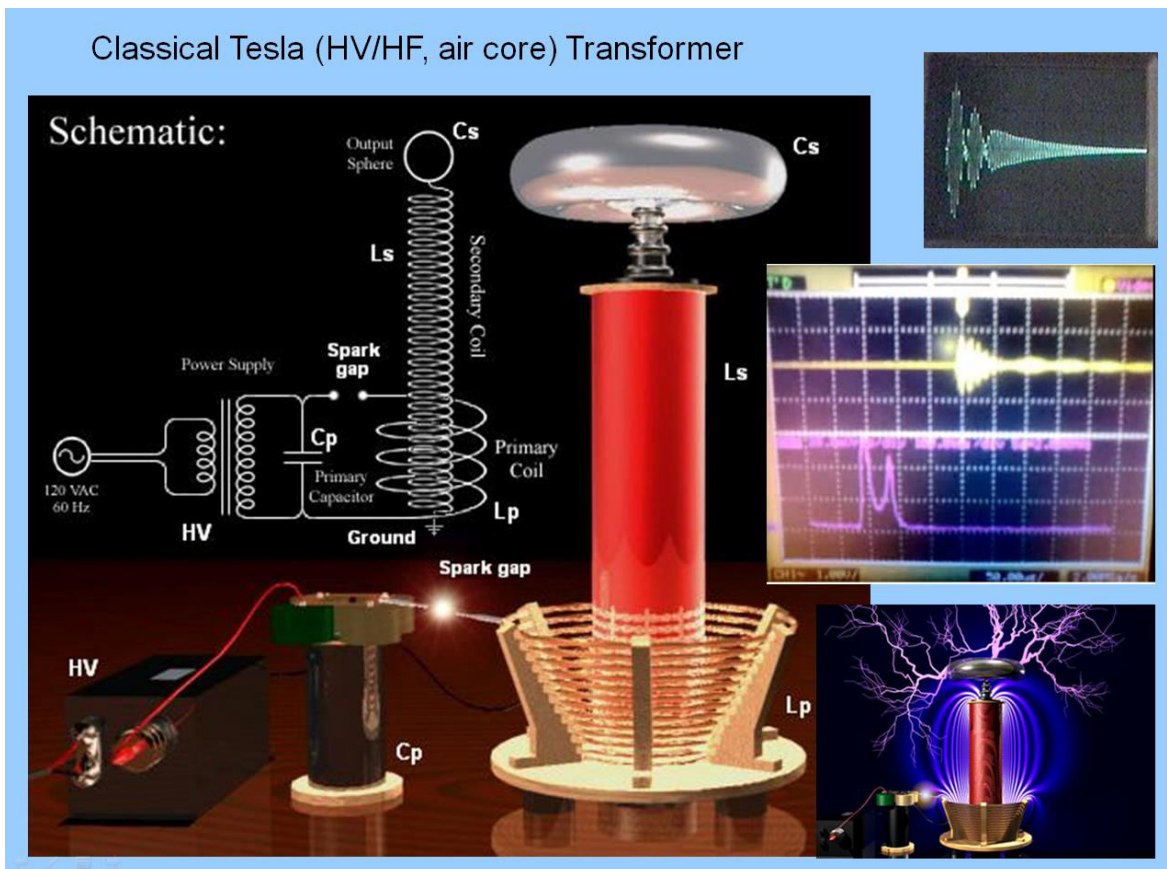 Classical Tesla (HV/HF, air core) Transformer
Schematic:
Output
Sphere
Cs
Ls
Secondary Coil
Spark
gap
Power Supply
Cp
Primary
Capacitor
Primary
Coil
120 VAC
60 Hz
HV
Lp
Ground
Cs
Ls
Spark gap
HV
Cp
Lp